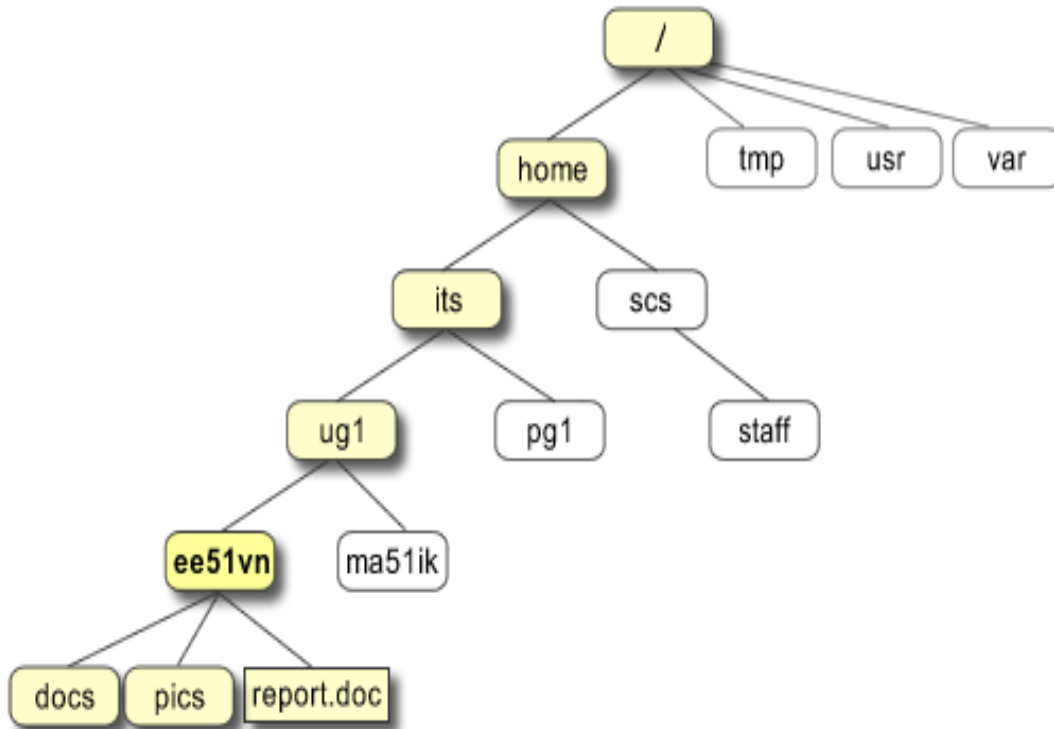 /
home
tmp
usr
var
its
scs
ug1
pg1
staff
ee51vn
ma51ik
docs
pics
report.doc